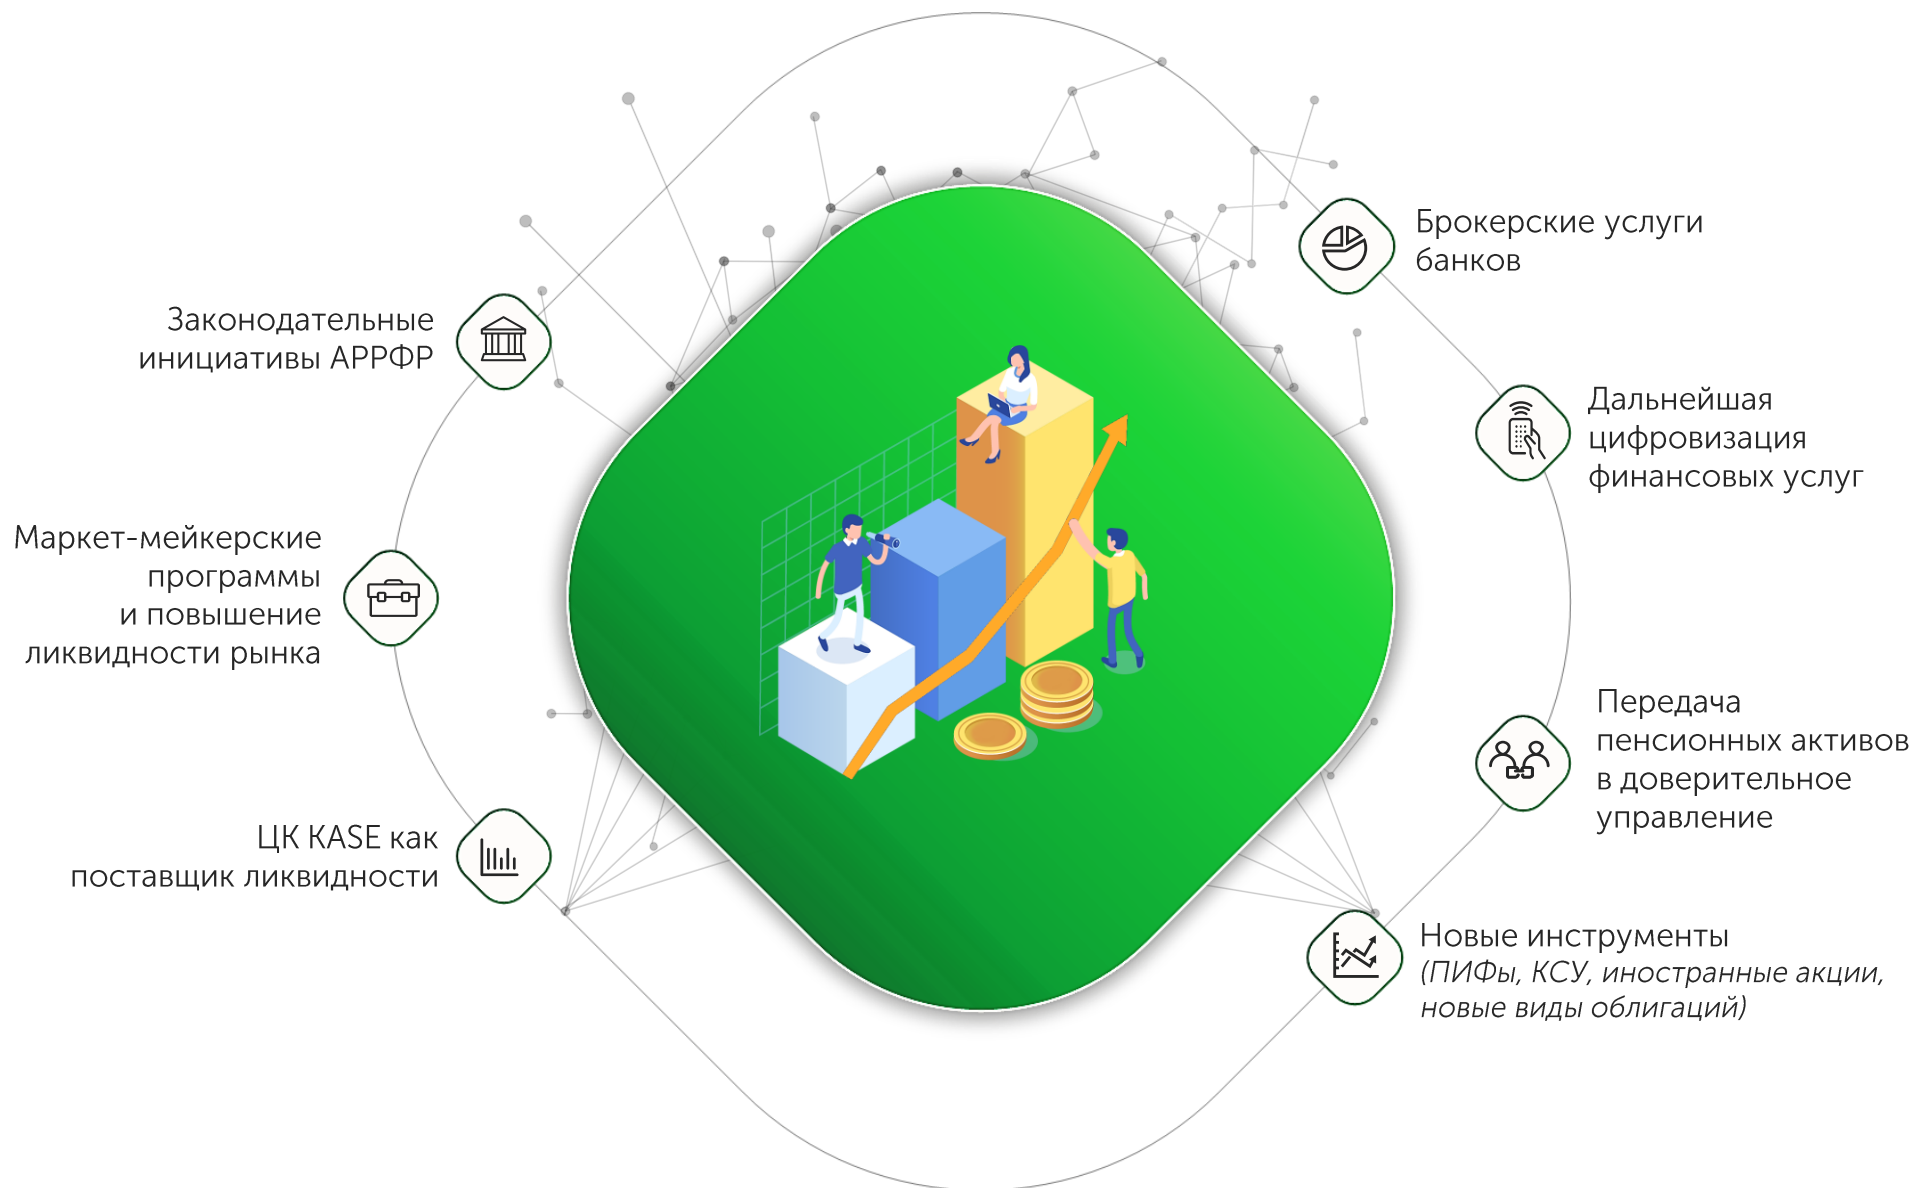 Законодательные
инициативы АРРФР
Маркет-мейкерские
программы
и повышение
ликвидности рынка
ЦК KASE как
поставщик ликвидности
Брокерские услуги
банков
Дальнейшая
цифровизация
финансовых услуг
Передача
пенсионных активов
в доверительное
управление
Новые инструменты
(ПИФы, КСУ, иностранные акции,
новые виды облигаций)